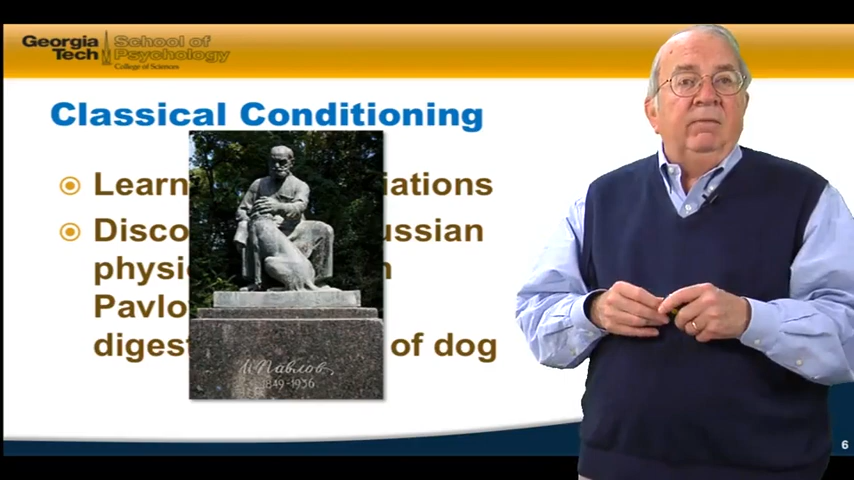 Georgia Tech
School of Psychology
College of Sciences
Classical Conditioning
Learn iations
Disco ussian
physi n
Pavlo
digest of dog
И.Павлов
1849-1936
6